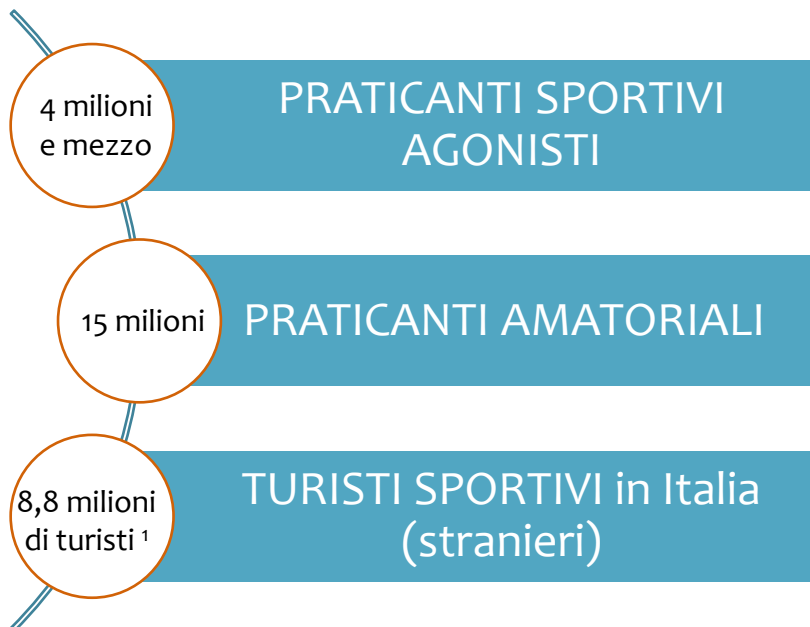 4 milioni
e mezzo
PRATICANTI SPORTIVI
AGONISTI
15 milioni
PRATICANTI AMATORIALI
8,8 milioni
di turisti ¹
TURISTI SPORTIVI in Italia
(stranieri)